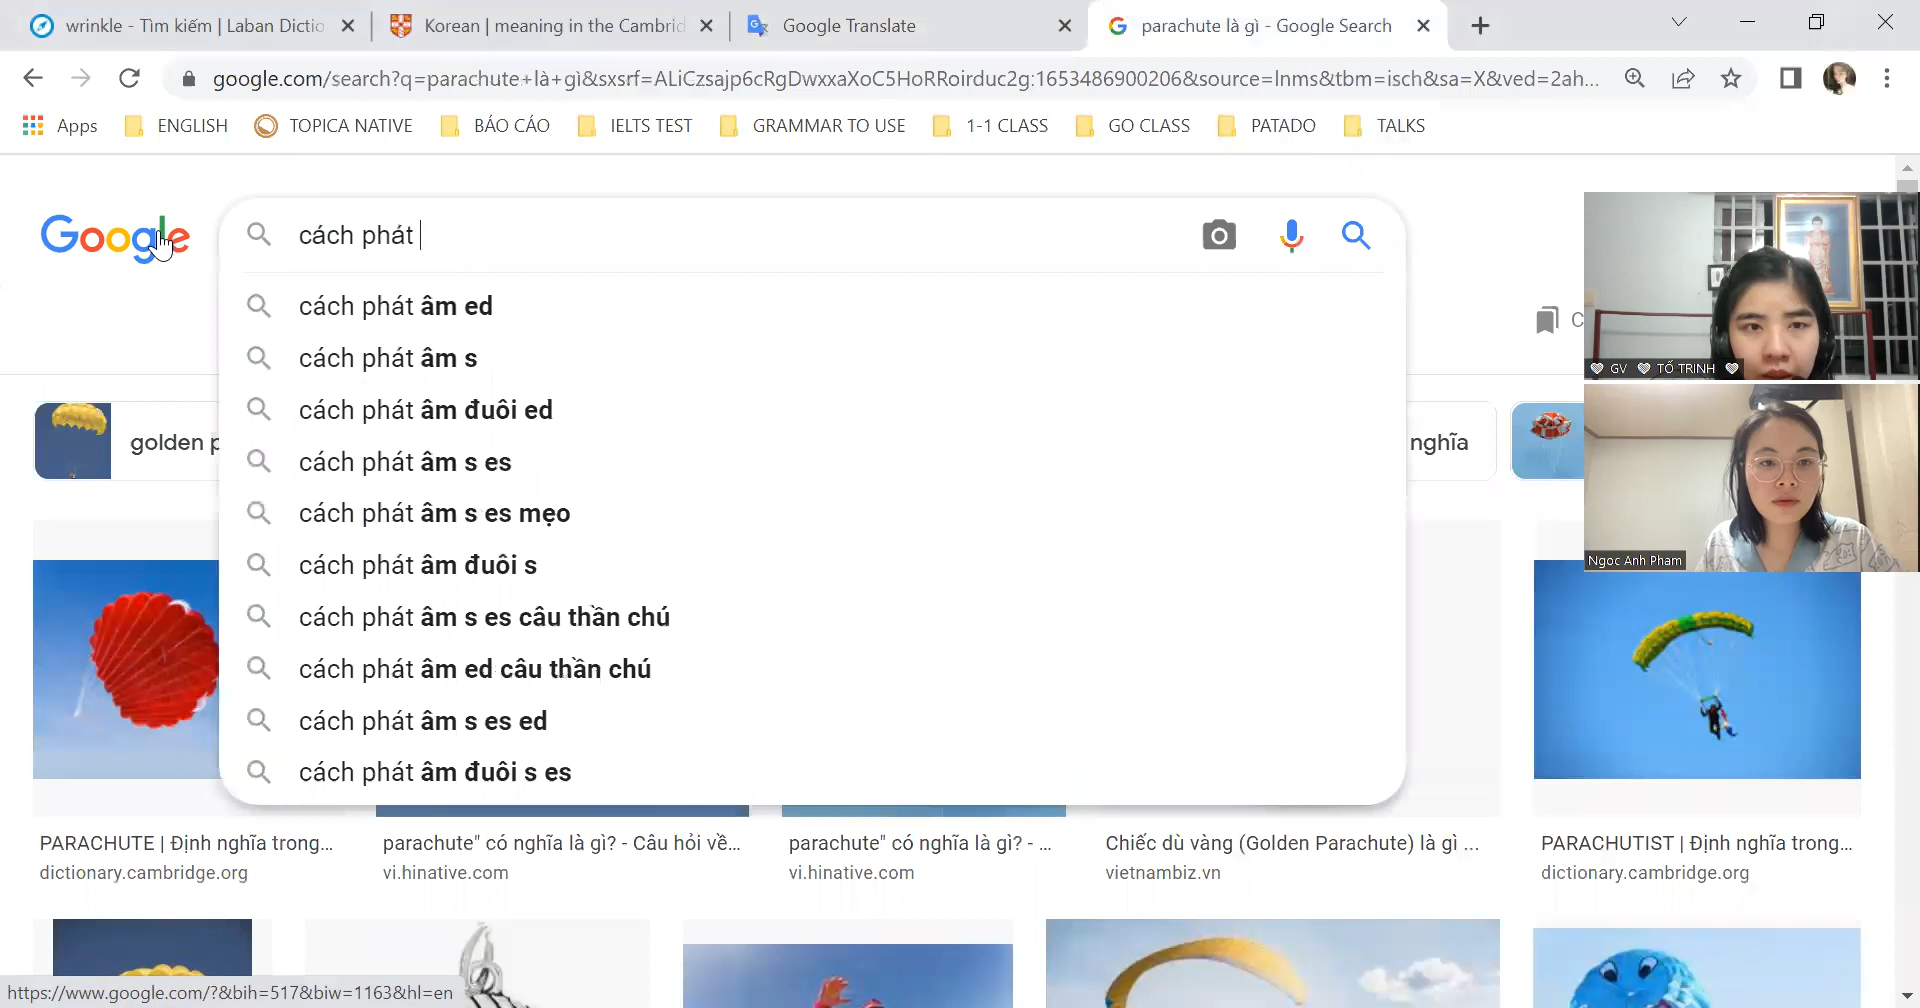 wrinkle - Tìm kiếm | Laban Dictio
Korean | meaning in the Cambrid
Google Translate
parachute là gì - Google Search
google.com/search?q=parachute+là+gì&sxsrf=ALiCzsajp6cRgDwxxaXoC5HoRRoirduc2g:1653486900206&source=lnms&tbm=isch&sa=X&ved=2ah...
Apps
ENGLISH
TOPICA NATIVE
BÁO CÁO
IELTS TEST
GRAMMAR TO USE
1-1 CLASS
GO CLASS
PATADO
TALKS
Google
cách phát
cách phát âm ed
cách phát âm s
cách phát âm đuôi ed
cách phát âm s es
cách phát âm s es mẹo
cách phát âm đuôi s
cách phát âm s es câu thần chú
cách phát âm ed câu thần chú
cách phát âm s es ed
cách phát âm đuôi s es
C
GV TỐ TRINH
Ngoc Anh Pham
golden p
nghĩa
PARACHUTE | Định nghĩa trong...
dictionary.cambridge.org
parachute" có nghĩa là gì? - Câu hỏi về...
vi.hinative.com
parachute" có nghĩa là gì? - ...
vi.hinative.com
Chiếc dù vàng (Golden Parachute) là gì ...
vietnambiz.vn
PARACHUTIST | Định nghĩa trong...
dictionary.cambridge.org
https://www.google.com/?&bih=517&biw=1163&hl=en